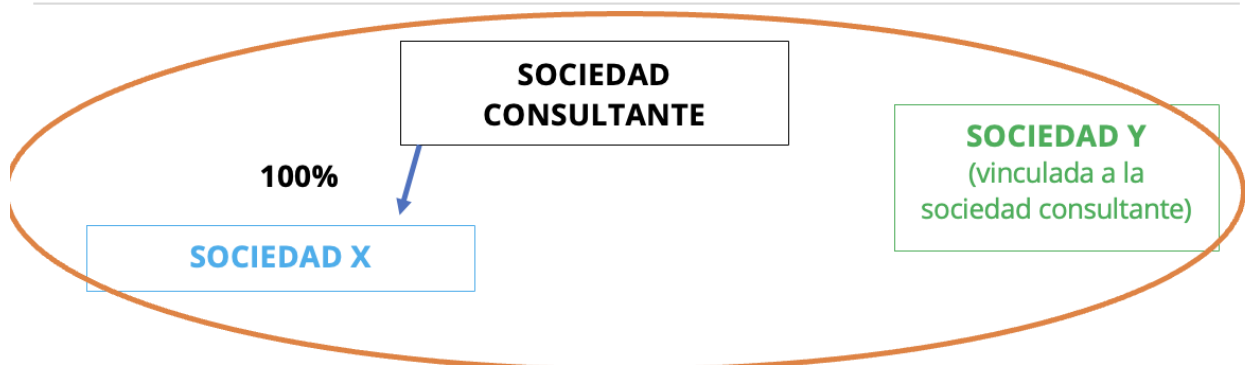 SOCIEDAD
CONSULTANTE
SOCIEDAD Y
(vinculada a la
sociedad consultante)
100%
SOCIEDAD X